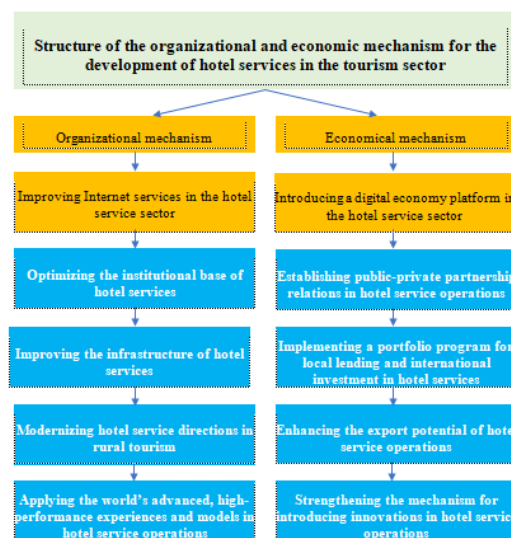 Structure of the organizational and economic mechanism for the
development of hotel services in the tourism sector
Organizational mechanism
Economical mechanism
Improving Internet services in the hotel
service sector
Introducing a digital economy platform in
the hotel service sector
Optimizing the institutional base of
hotel services
Establishing public-private partnership
relations in hotel service operations
Improving the infrastructure of hotel
services
Implementing a portfolio program for
local lending and international
investment in hotel services
Modernizing hotel service directions in
rural tourism
Enhancing the export potential of hotel
service operations
Applying the world's advanced, high-
performance experiences and models in
hotel service operations
Strengthening the mechanism for
introducing innovations in hotel service
operations